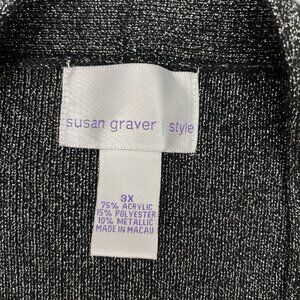 susan graver style
3X
75% ACRYLIC
15% POLYESTER
10% METALLIC
MADE IN MACAU